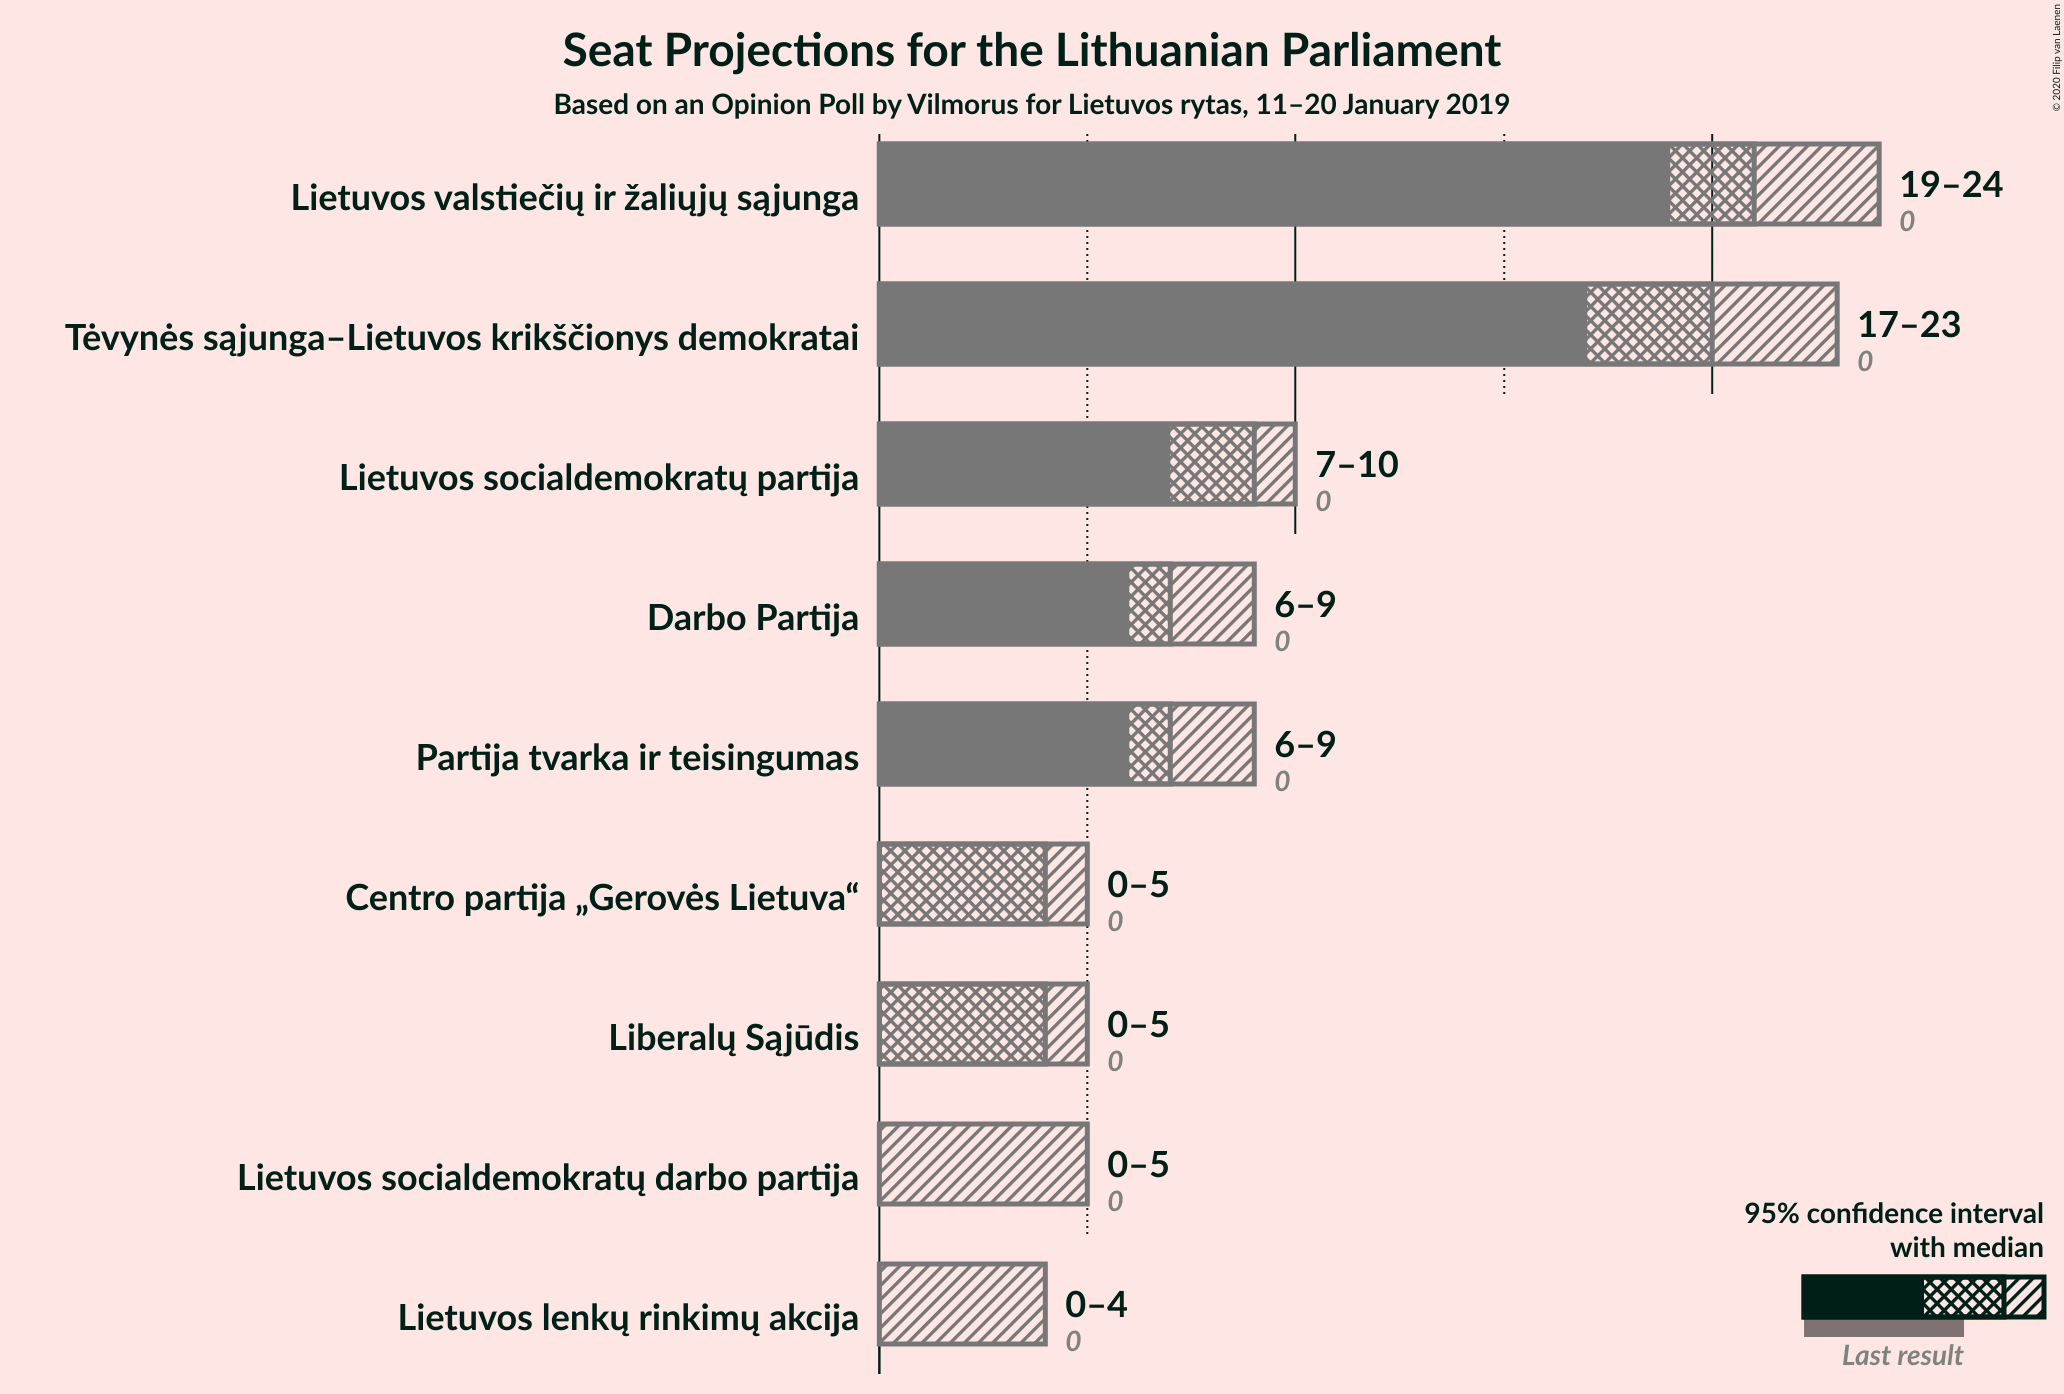 Seat Projections for the Lithuanian Parliament
Based on an Opinion Poll by Vilmorus for Lietuvos rytas, 11–20 January 2019
© 2020 Filip van Laenen
Lietuvos valstiečių ir žaliųjų sąjunga
19–24
0
Tėvynės sąjunga–Lietuvos krikščionys demokratai
17–23
0
Lietuvos socialdemokratų partija
7–10
0
Darbo Partija
6–9
0
Partija tvarka ir teisingumas
6–9
0
Centro partija „Gerovės Lietuva“
0–5
0
Liberalų Sąjūdis
0–5
0
Lietuvos socialdemokratų darbo partija
0–5
0
Lietuvos lenkų rinkimų akcija
0–4
0
95% confidence interval
with median
Last result